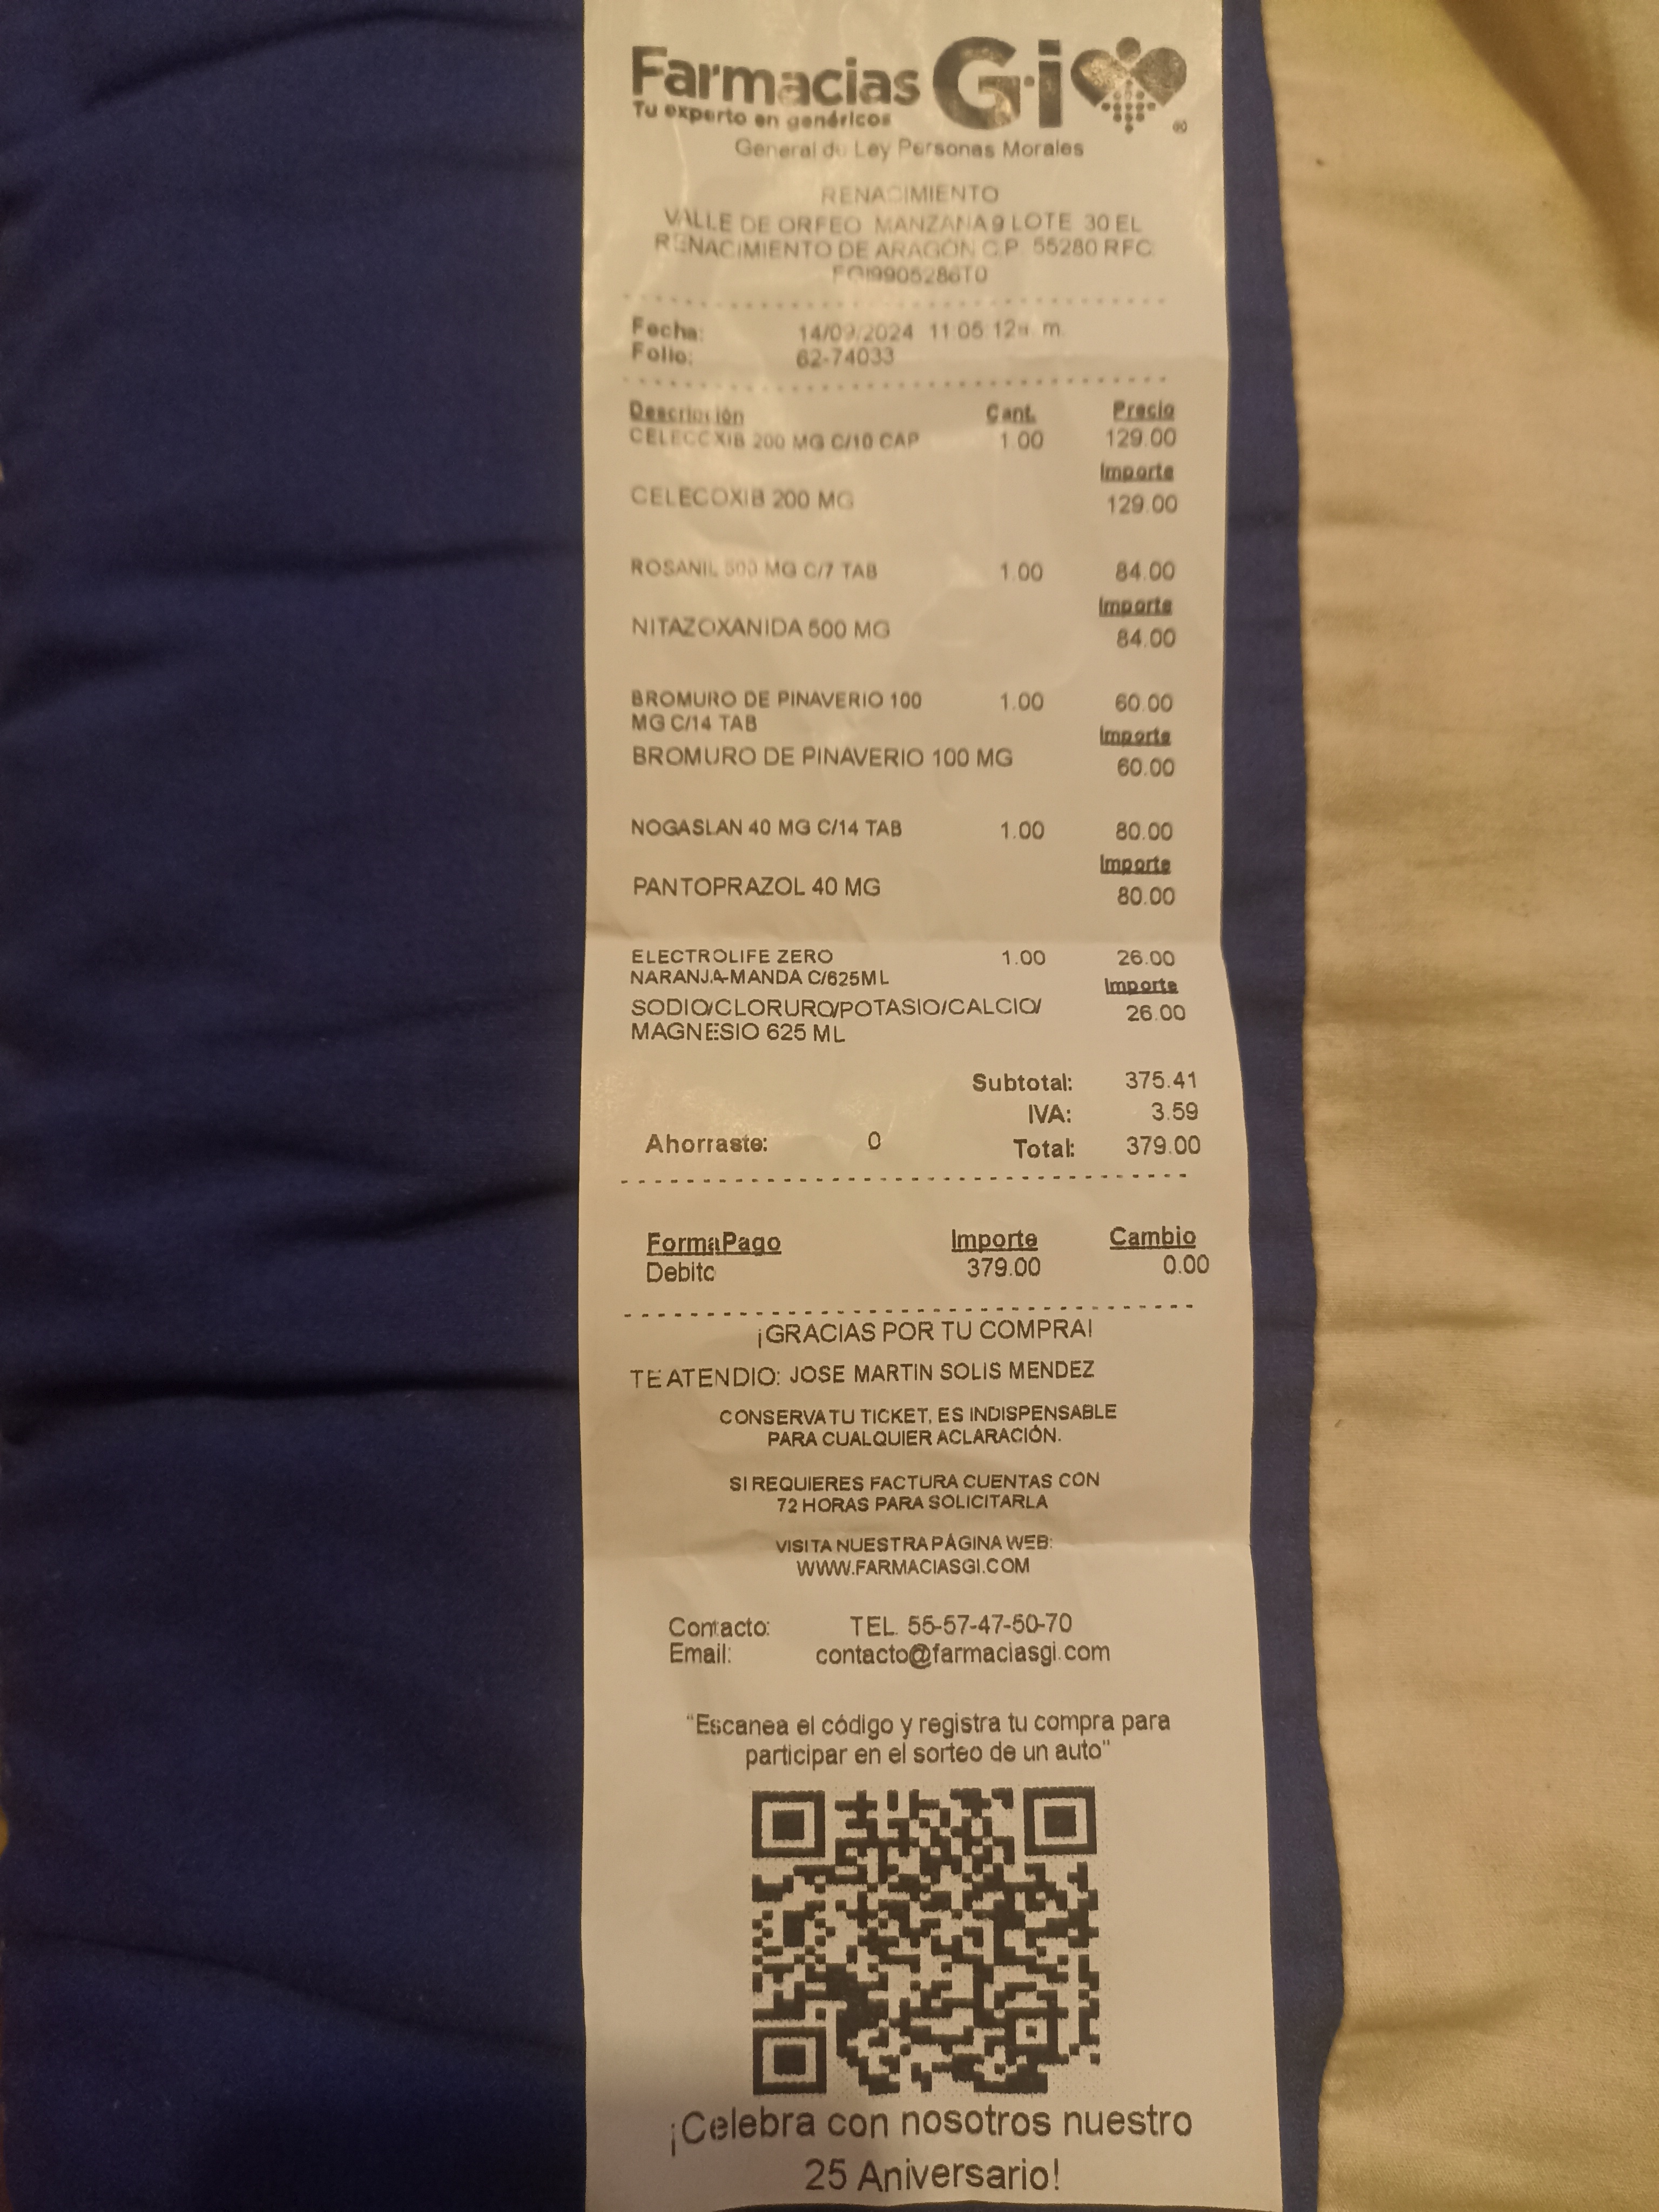 Farmacias Gi
Tu experto en genéricos
General de Ley Personas Morales
RENACIMIENTO
VALLE DE ORFEO MANZANA 9 LOTE 30 EL
RENACIMIENTO DE ARAGÓN C.P. 55280 RFC:
FGI9905286T0
Fecha: 14/09/2024 11:05:12a. m.
Folio: 62-74033
Descripción Cant. Precio
CELECOXIB 200 MG C/10 CAP 1.00 129.00
Importe
CELECOXIB 200 MG 129.00
ROSANIL 500 MG C/7 TAB 1.00 84.00
Importe
NITAZOXANIDA 500 MG 84.00
BROMURO DE PINAVERIO 100 1.00 60.00
MG C/14 TAB
Importe
BROMURO DE PINAVERIO 100 MG 60.00
NOGASLAN 40 MG C/14 TAB 1.00 80.00
Importe
PANTOPRAZOL 40 MG 80.00
ELECTROLIFE ZERO 1.00 26.00
NARANJA-MANDA C/625ML
Importe
SODIO/CLORURO/POTASIO/CALCIO/ 26.00
MAGNESIO 625 ML
Subtotal: 375.41
IVA: 3.59
Ahorraste: 0 Total: 379.00
FormaPago Importe Cambio
Debito 379.00 0.00
¡GRACIAS POR TU COMPRA!
TE ATENDIO: JOSE MARTIN SOLIS MENDEZ
CONSERVA TU TICKET, ES INDISPENSABLE
PARA CUALQUIER ACLARACIÓN.
SI REQUIERES FACTURA CUENTAS CON
72 HORAS PARA SOLICITARLA
VISITA NUESTRA PÁGINA WEB:
WWW.FARMACIASGI.COM
Contacto: TEL. 55-57-47-50-70
Email: contacto@farmaciasgi.com
"Escanea el código y registra tu compra para
participar en el sorteo de un auto"
¡Celebra con nosotros nuestro
25 Aniversario!